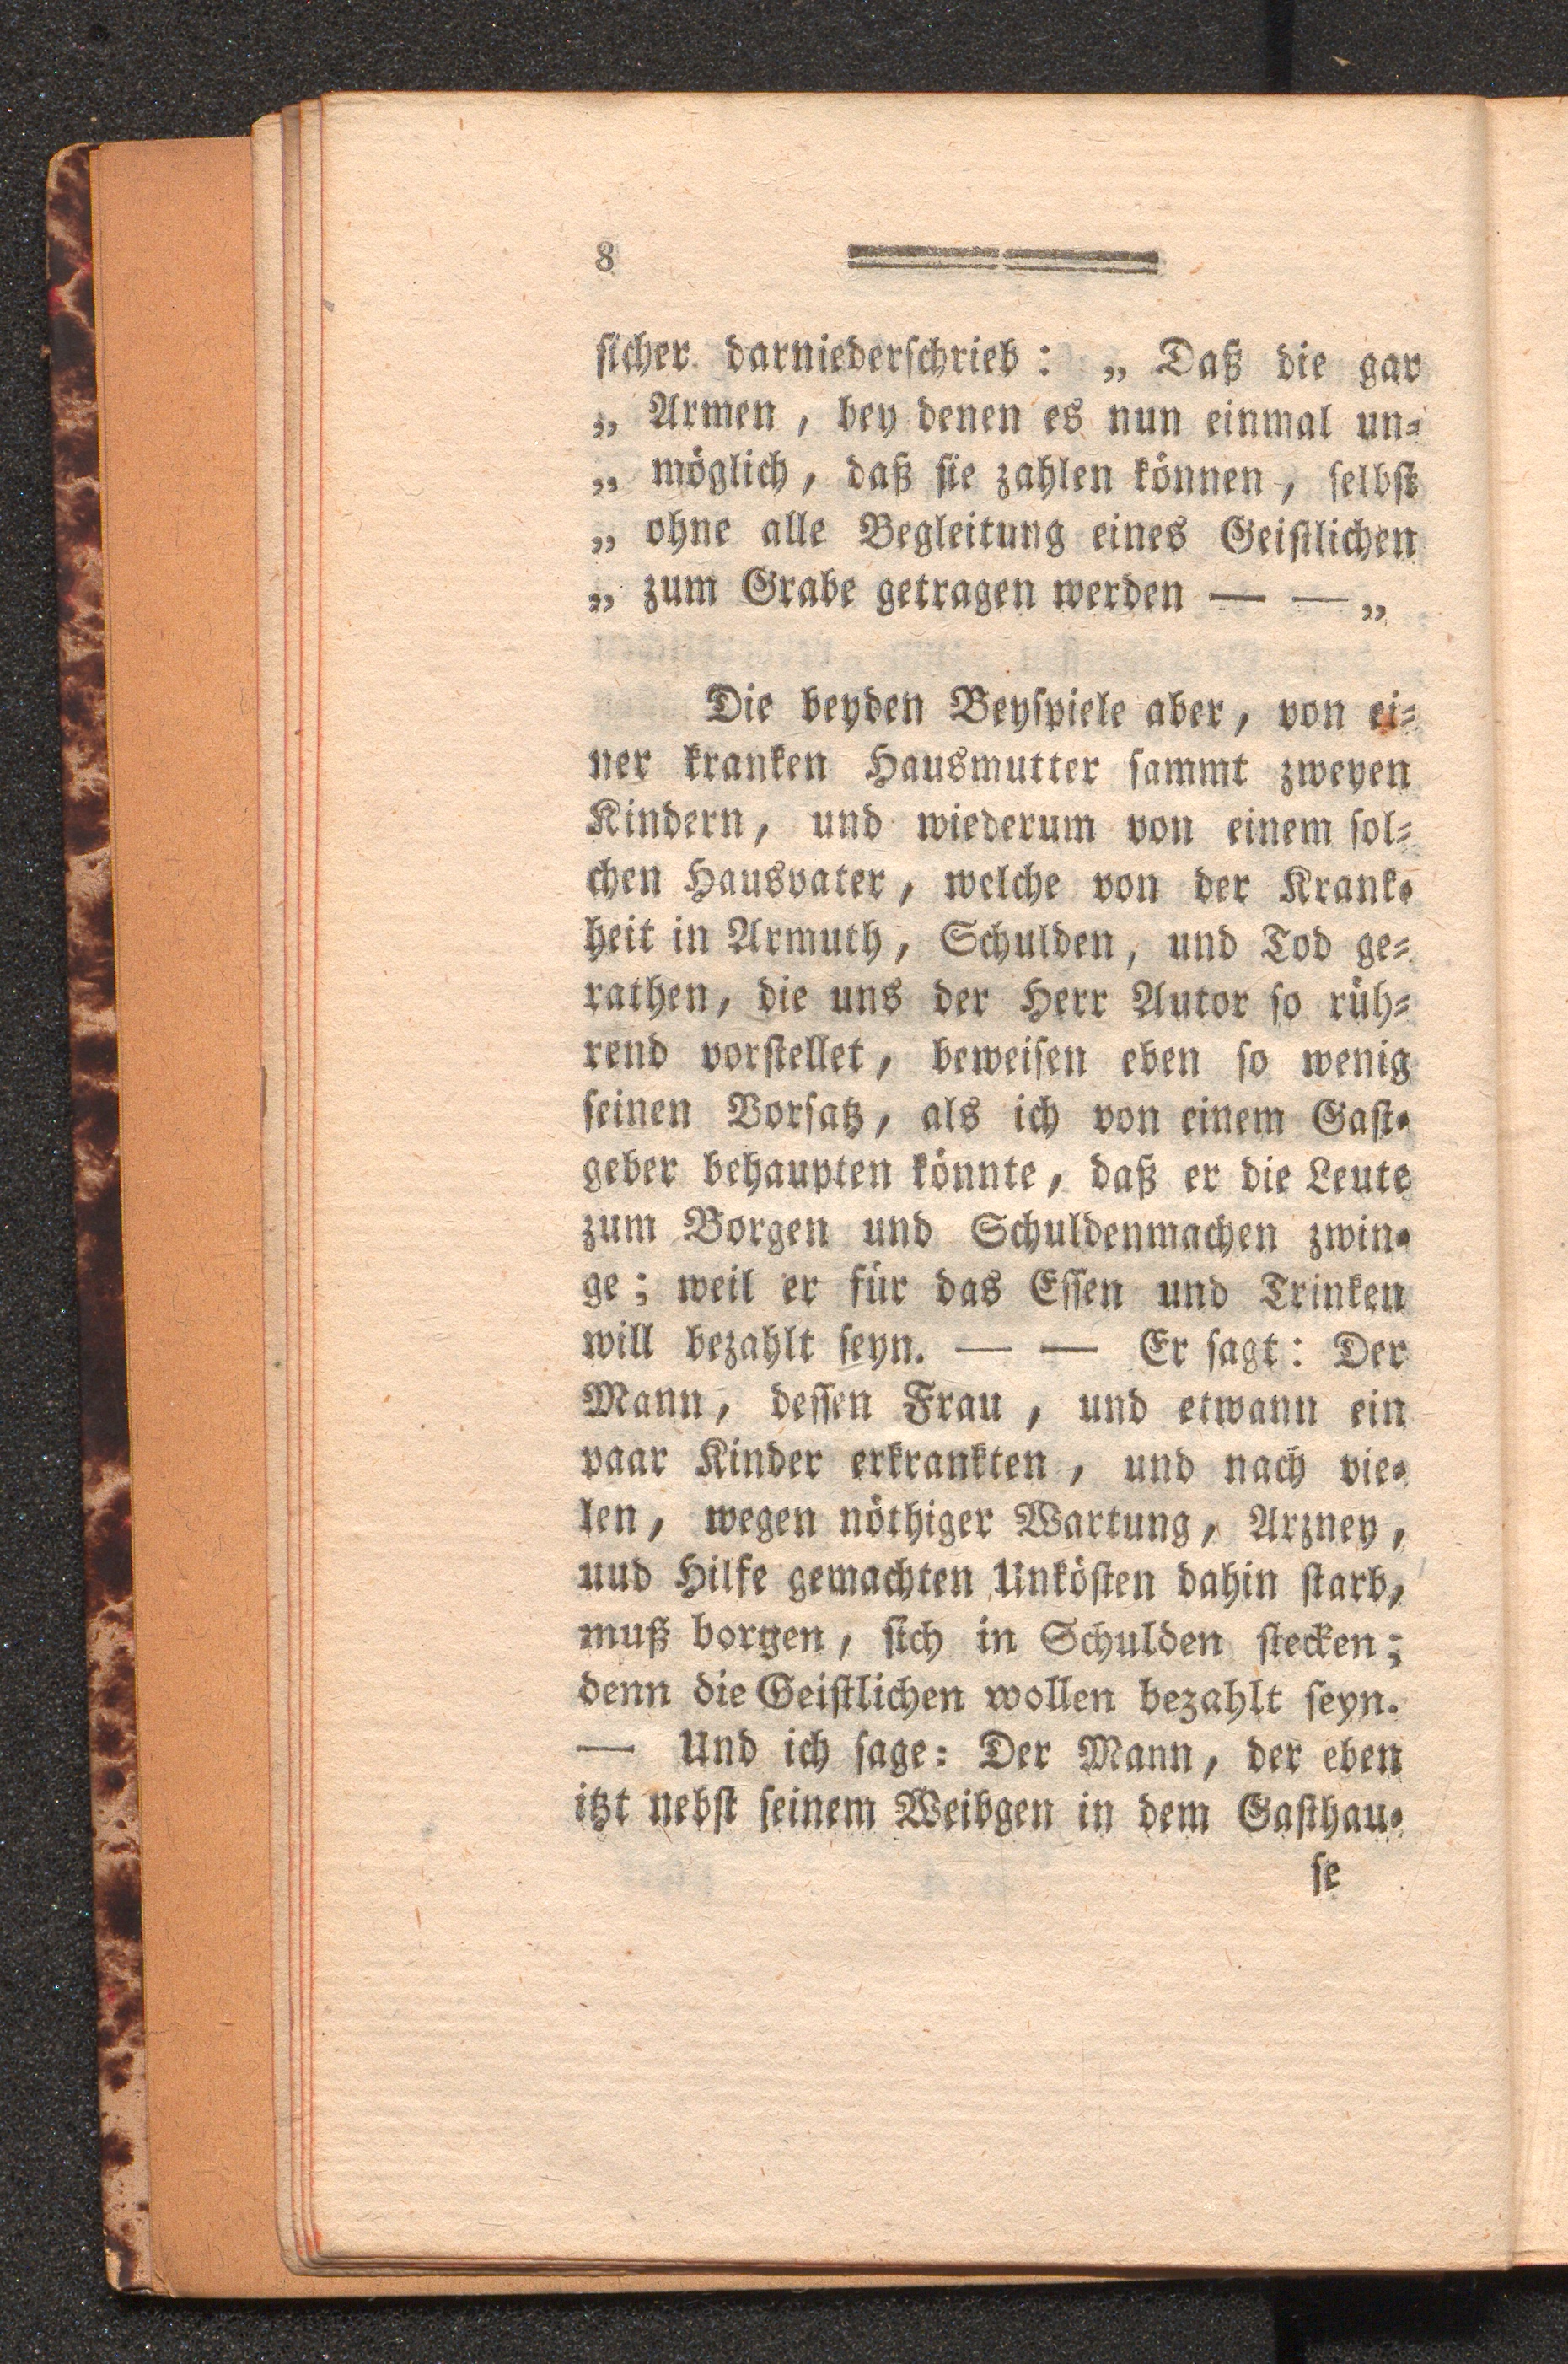 8
sicher darniederschrieb: „ Daß die gar
„ Armen, bey denen es nun einmal un-
„ möglich, daß sie zahlen können, selbst
„ ohne alle Begleitung eines Geistlichen
„ zum Grabe getragen werden — — „
Die beyden Beyspiele aber, von ei-
ner kranken Hausmutter sammt zweyen
Kindern, und wiederum von einem sol-
chen Hausvater, welche von der Krank-
heit in Armuth, Schulden, und Tod ge-
rathen, die uns der Herr Autor so rüh-
rend vorstellet, beweisen eben so wenig
seinen Vorsatz, als ich von einem Gast-
geber behaupten könnte, daß er die Leute
zum Borgen und Schuldenmachen zwin-
ge; weil er für das Essen und Trinken
will bezahlt seyn. — — Er sagt: Der
Mann, dessen Frau, und etwann ein
paar Kinder erkrankten, und nach vie-
len, wegen nöthiger Wartung, Arzney,
uud Hilfe gemachten Unkösten dahin starb,
muß borgen, sich in Schulden stecken;
denn die Geistlichen wollen bezahlt seyn.
— Und ich sage: Der Mann, der eben
itzt nebst seinem Weibgen in dem Gasthau-
se